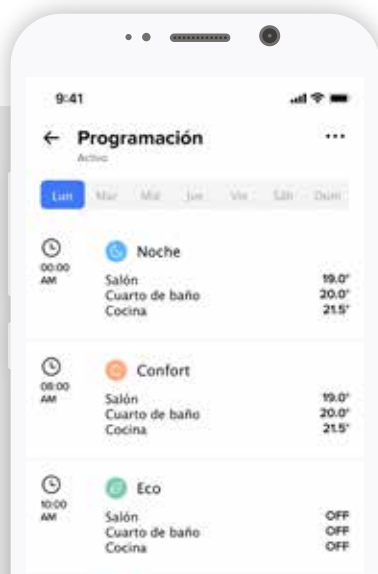 9:41
← Programación ...
Activo
Lun Mar Mié Jue Vie Sáb Dom
Noche
00:00
AM
Salón 19.0°
Cuarto de baño 20.0°
Cocina 21.5°
Confort
08:00
AM
Salón 19.0°
Cuarto de baño 20.0°
Cocina 21.5°
Eco
10:00
AM
Salón OFF
Cuarto de baño OFF
Cocina OFF